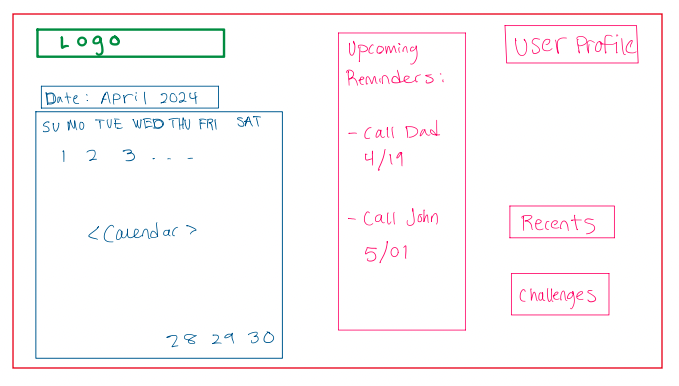 Logo
Date: April 2024
SU MO TUE WED THU FRI SAT
1 2 3 . . .
<Calendar>
28 29 30
Upcoming
Reminders:
- Call Dad
4/19
- Call John
5/01
User Profile
Recents
Challenges